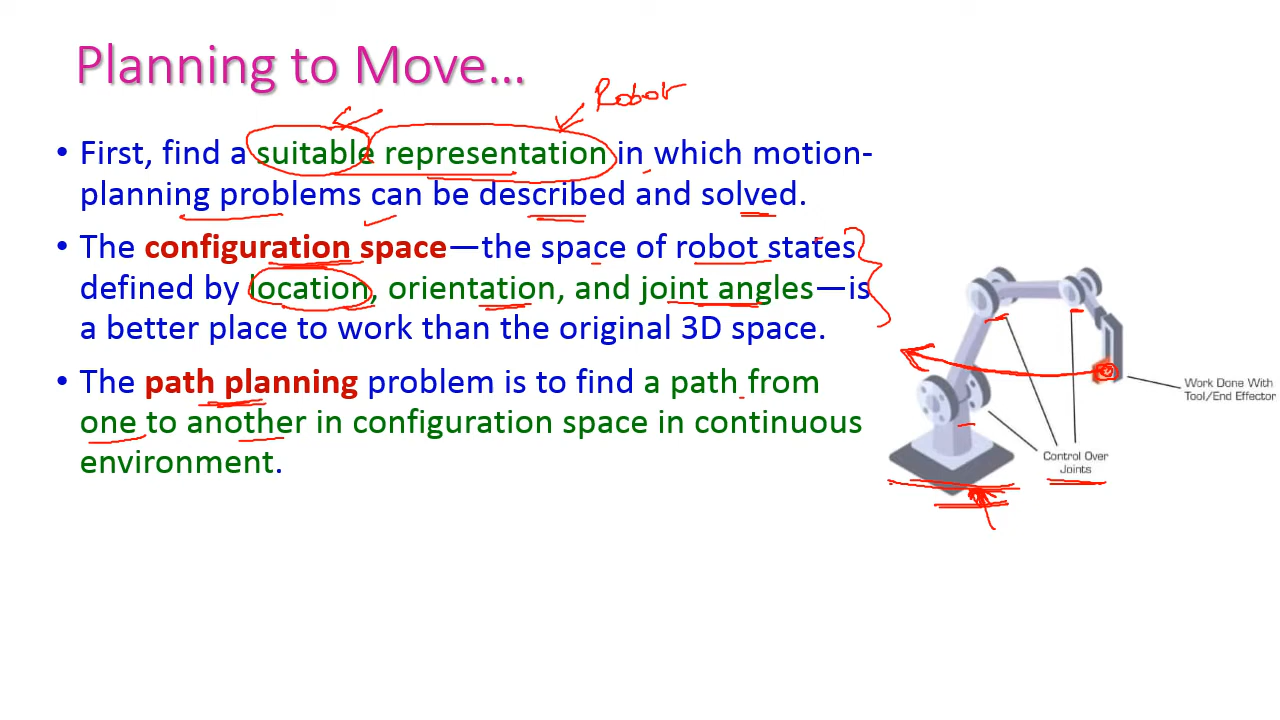 Planning to Move...
Robot
• First, find a suitable representation in which motion-
planning problems can be described and solved.
• The configuration space—the space of robot states
defined by location, orientation, and joint angles—is
a better place to work than the original 3D space.
• The path planning problem is to find a path from
one to another in configuration space in continuous
environment.
Work Done With
Tool/End Effector
Control Over
Joints